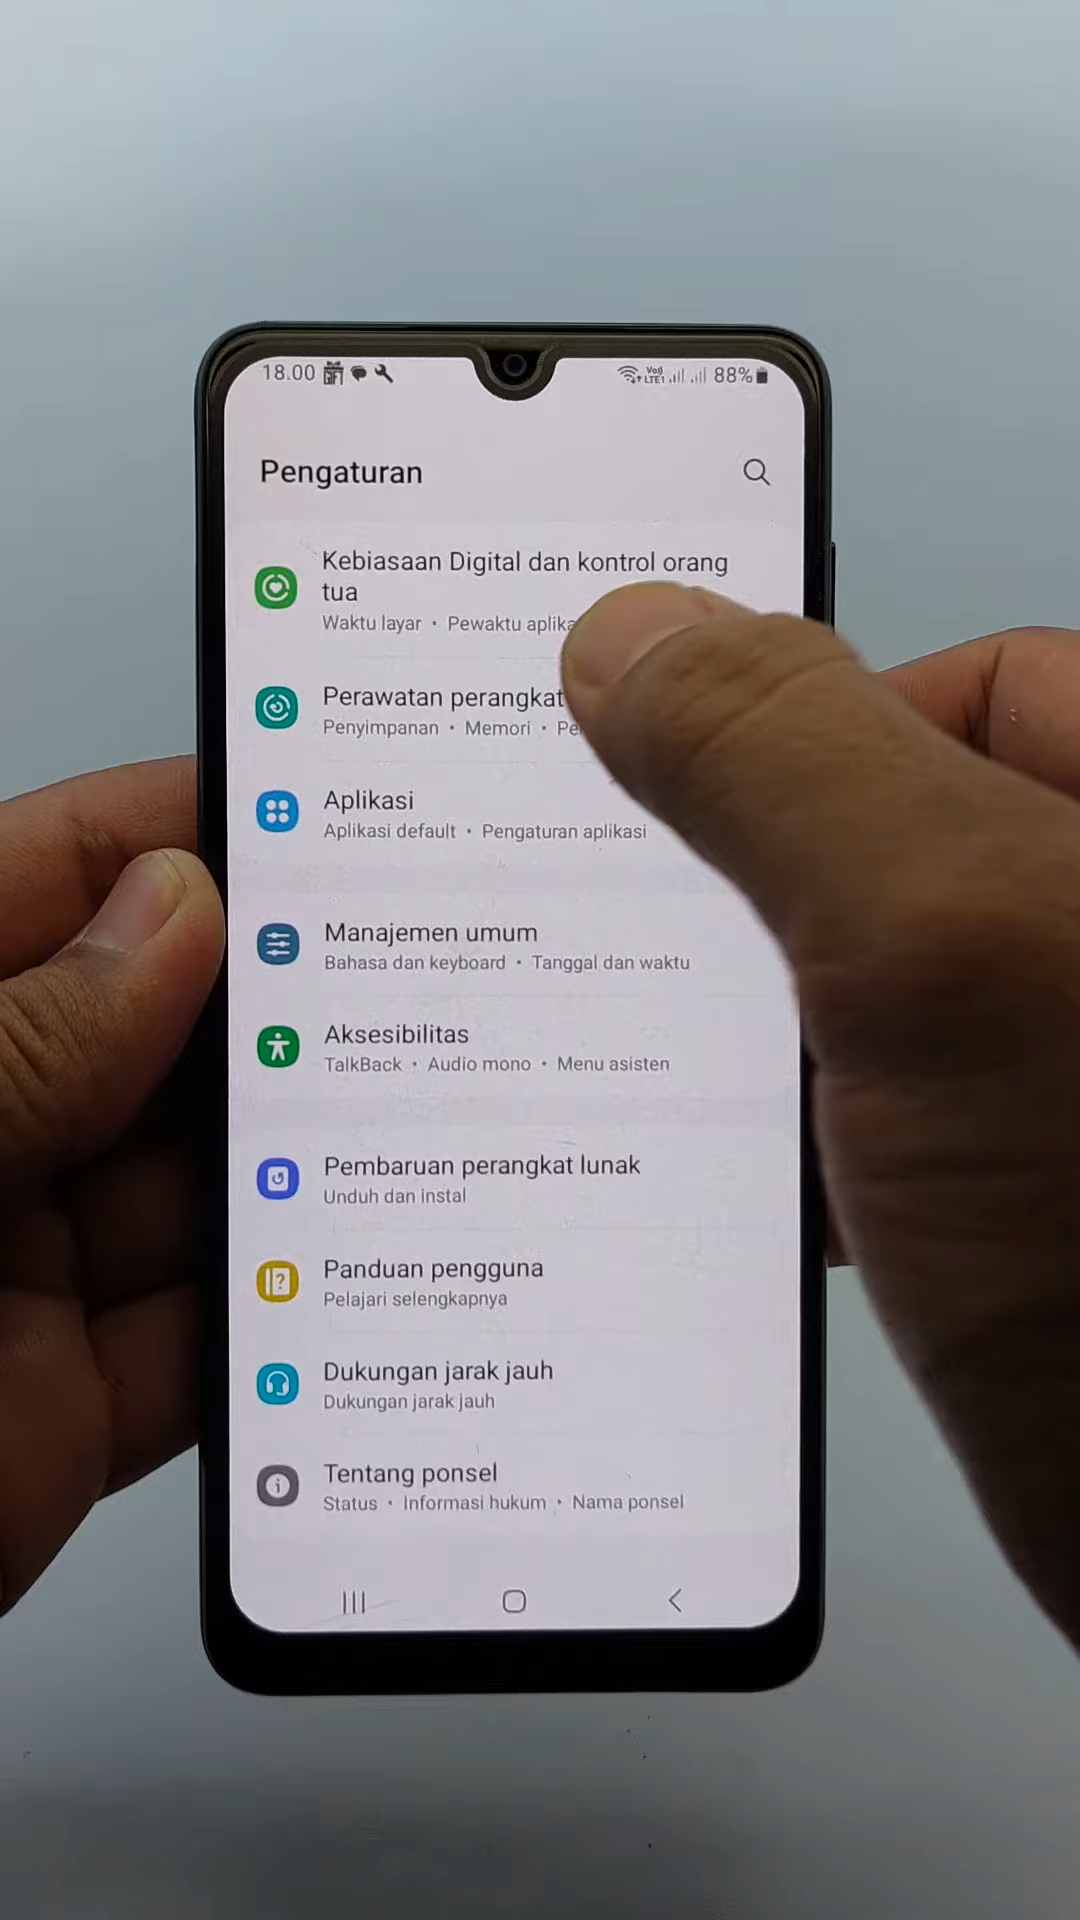 18.00 GIF Vo) LTE1 88%
Pengaturan
Kebiasaan Digital dan kontrol orang
tua
Waktu layar • Pewaktu aplika
Perawatan perangkat
Penyimpanan • Memori •
Aplikasi
Aplikasi default • Pengaturan aplikasi
Manajemen umum
Bahasa dan keyboard • Tanggal dan waktu
Aksesibilitas
TalkBack • Audio mono • Menu asisten
Pembaruan perangkat lunak
Unduh dan instal
Panduan pengguna
Pelajari selengkapnya
Dukungan jarak jauh
Dukungan jarak jauh
Tentang ponsel
Status • Informasi hukum • Nama ponsel